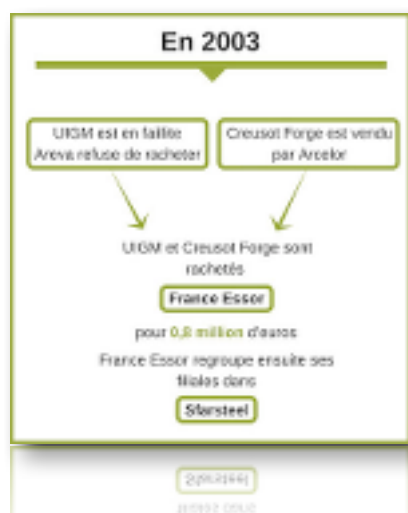 En 2003
UIGM est en faillite
Areva refuse de racheter
Creusot Forge est vendu
par Arcelor
UIGM et Creusot Forge sont
rachetés
France Essor
pour 0,8 million d'euros
France Essor regroupe ensuite ses
filiales dans
Sfarsteel